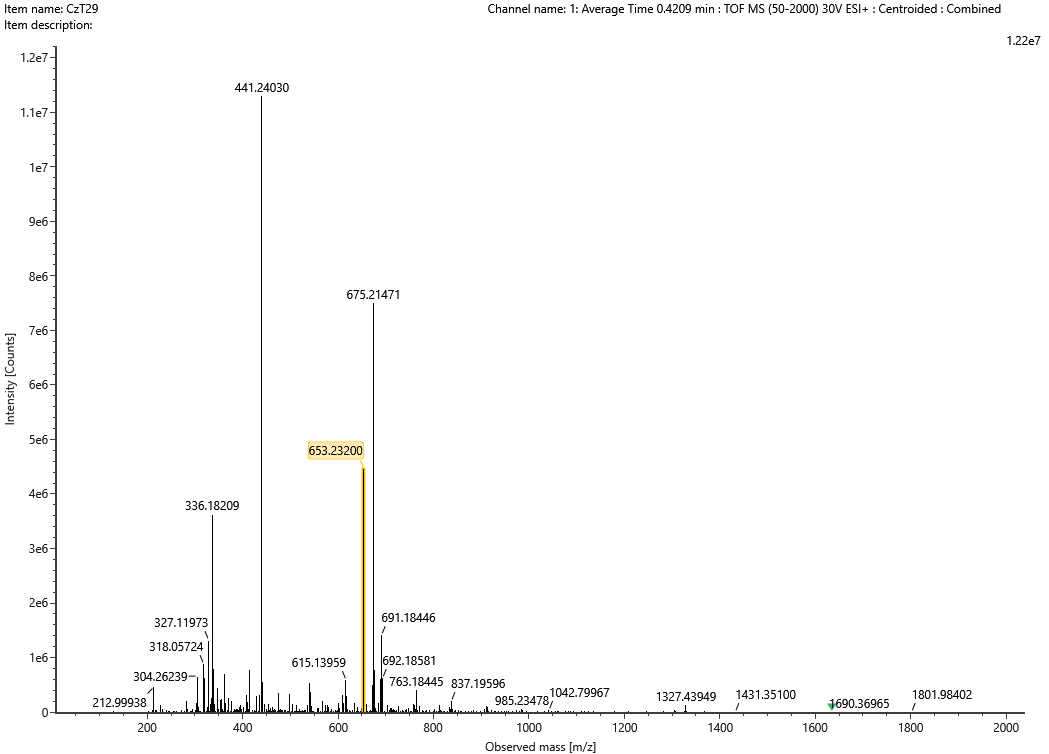 Item name: CzT29
Channel name: 1: Average Time 0.4209 min : TOF MS (50-2000) 30V ESI+ : Centroided : Combined
Item description:
1.22e7
1.2e7
441.24030
1.1e7
1e7
9e6
8e6
675.21471
7e6
6e6
5e6
653.23200
4e6
336.18209
3e6
2e6
327.11973
691.18446
318.05724
1e6
615.13959
692.18581
304.26239
763.18445
837.19596
212.99938
985.23478
1042.79967
1327.43949
1431.35100
1690.36965
1801.98402
0
200
400
600
800
1000
1200
1400
1600
1800
2000
Intensity [Counts]
Observed mass [m/z]